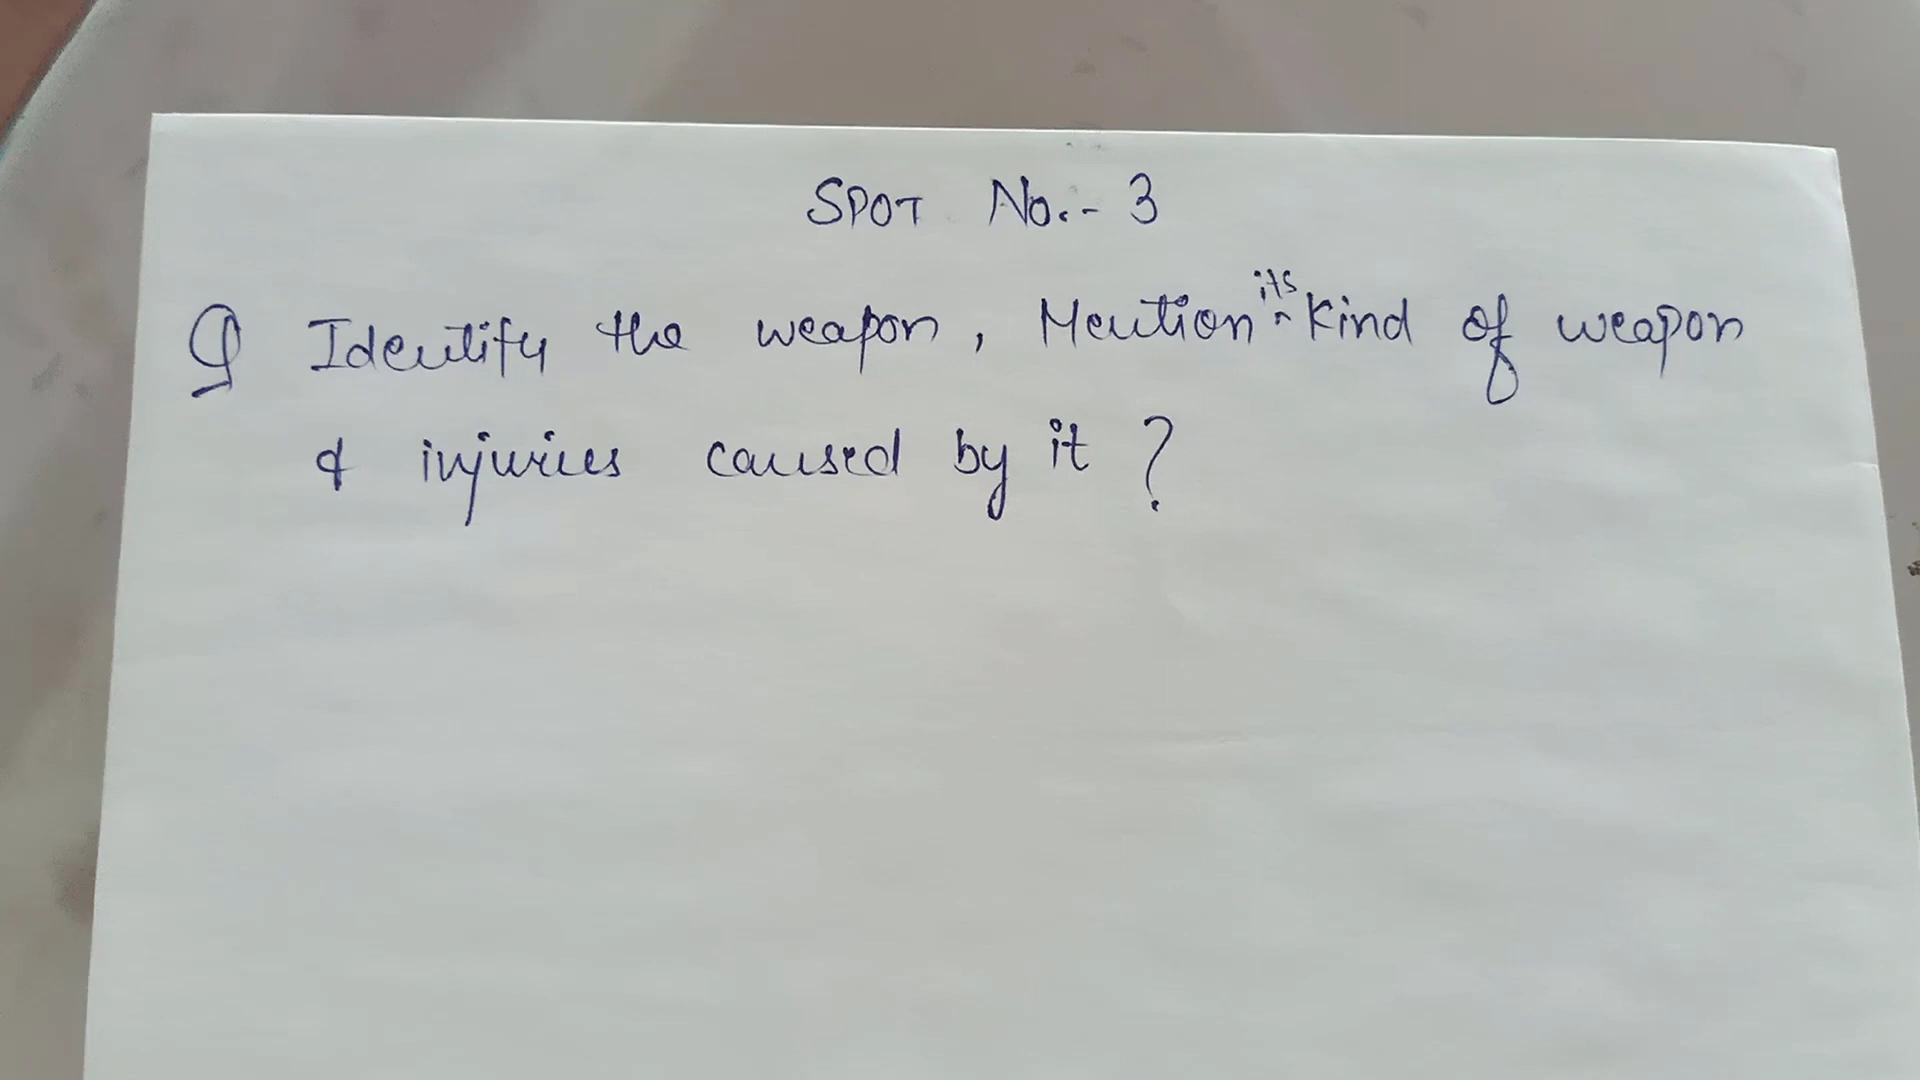 SPOT No.:- 3
Q Identify the weapon, Mention its kind of weapon
& injuries caused by it ?